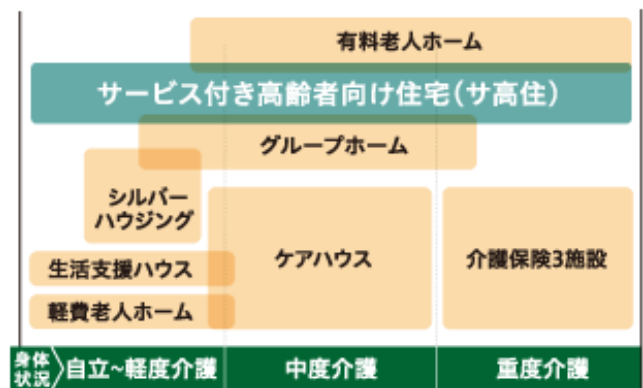 有料老人ホーム
サービス付き高齢者向け住宅(サ高住)
グループホーム
シルバー
ハウジング
ケアハウス
介護保険3施設
生活支援ハウス
軽費老人ホーム
身体
状況
自立~軽度介護
中度介護
重度介護